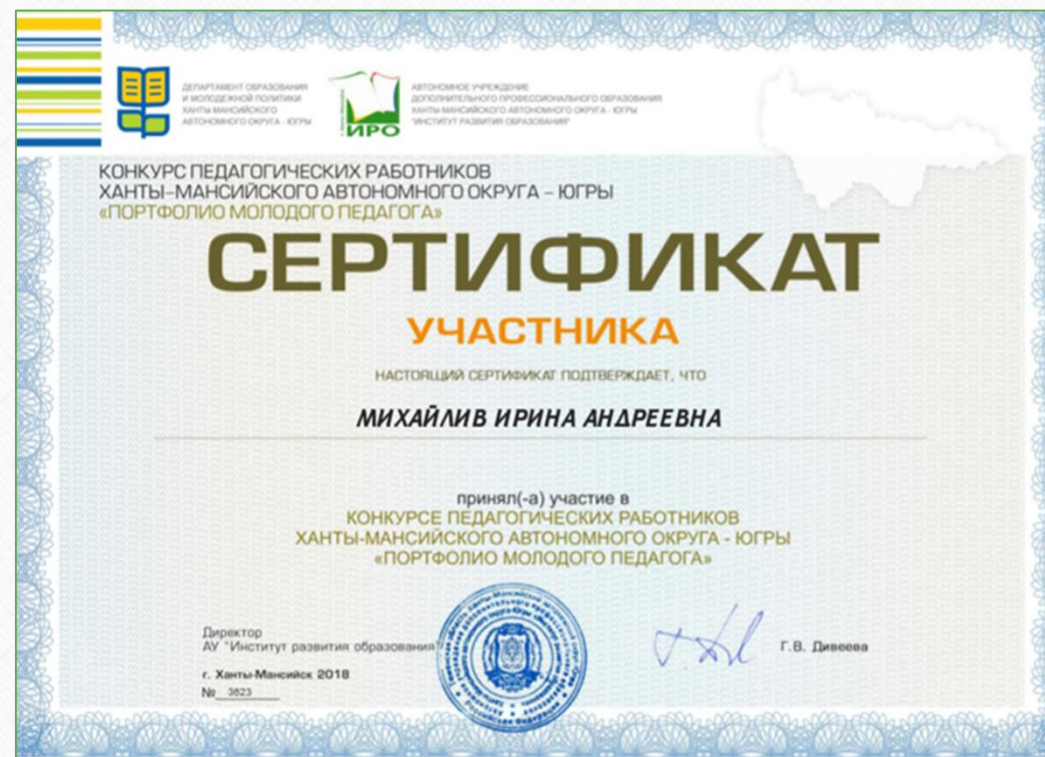 ДЕПАРТАМЕНТ ОБРАЗОВАНИЯ
И МОЛОДЕЖНОЙ ПОЛИТИКИ
ХАНТЫ-МАНСИЙСКОГО
АВТОНОМНОГО ОКРУГА - ЮГРЫ
ИРО
АВТОНОМНОЕ УЧРЕЖДЕНИЕ
ДОПОЛНИТЕЛЬНОГО ПРОФЕССИОНАЛЬНОГО ОБРАЗОВАНИЯ
ХАНТЫ-МАНСИЙСКОГО АВТОНОМНОГО ОКРУГА - ЮГРЫ
"ИНСТИТУТ РАЗВИТИЯ ОБРАЗОВАНИЯ"
КОНКУРС ПЕДАГОГИЧЕСКИХ РАБОТНИКОВ
ХАНТЫ-МАНСИЙСКОГО АВТОНОМНОГО ОКРУГА – ЮГРЫ
«ПОРТФОЛИО МОЛОДОГО ПЕДАГОГА»
СЕРТИФИКАТ
УЧАСТНИКА
НАСТОЯЩИЙ СЕРТИФИКАТ ПОДТВЕРЖДАЕТ, ЧТО
МИХАЙЛИВ ИРИНА АНДРЕЕВНА
принял(-а) участие в
КОНКУРСЕ ПЕДАГОГИЧЕСКИХ РАБОТНИКОВ
ХАНТЫ-МАНСИЙСКОГО АВТОНОМНОГО ОКРУГА - ЮГРЫ
«ПОРТФОЛИО МОЛОДОГО ПЕДАГОГА»
Директор
АУ "Институт развития образования"
Г.В. Дивеева
г. Ханты-Мансийск 2018
№ 3623